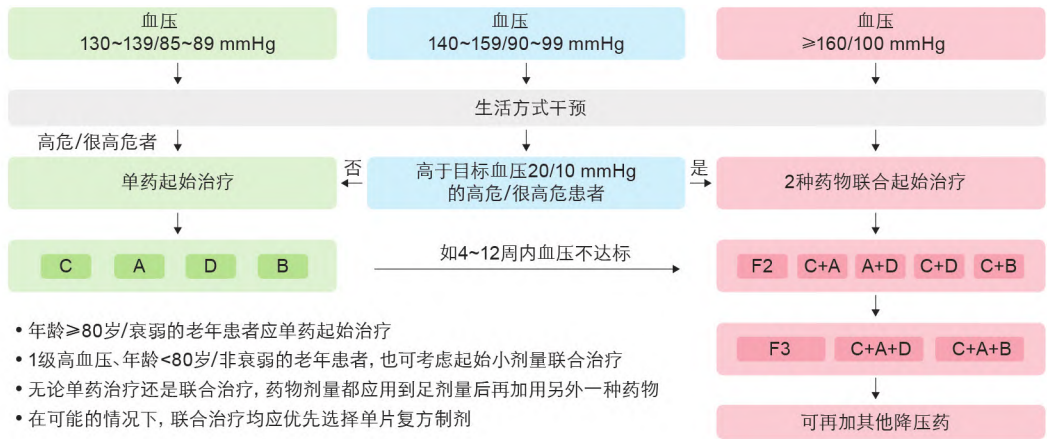 血压
130~139/85~89 mmHg
血压
140~159/90~99 mmHg
血压
≥160/100 mmHg
生活方式干预
高危/很高危者
单药起始治疗
否
高于目标血压20/10 mmHg
的高危/很高危患者
是
2种药物联合起始治疗
C
A
D
B
如4~12周内血压不达标
F2
C+A
A+D
C+D
C+B
F3
C+A+D
C+A+B
可再加其他降压药
• 年龄≥80岁/衰弱的老年患者应单药起始治疗
• 1级高血压、年龄<80岁/非衰弱的老年患者, 也可考虑起始小剂量联合治疗
• 无论单药治疗还是联合治疗, 药物剂量都应用到足剂量后再加用另外一种药物
• 在可能的情况下, 联合治疗均应优先选择单片复方制剂